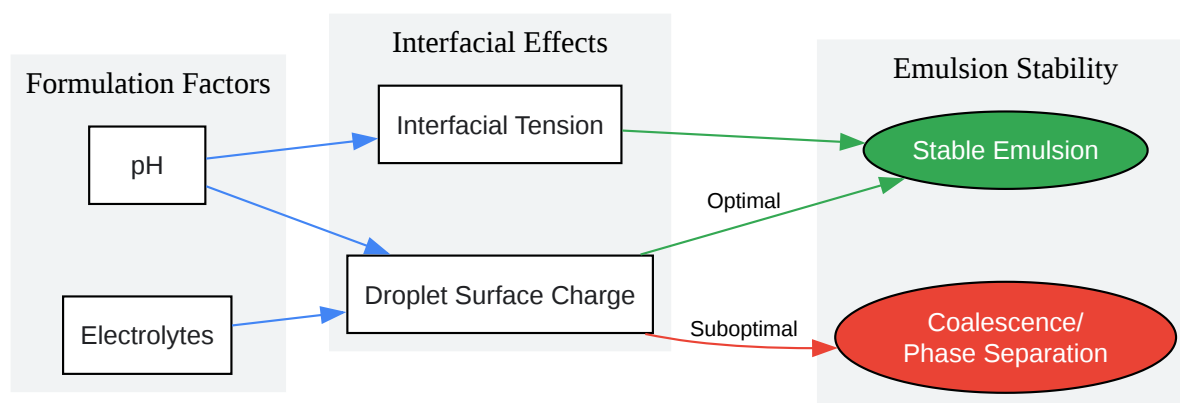 Formulation Factors
pH
Electrolytes
Interfacial Effects
Interfacial Tension
Droplet Surface Charge
Optimal
Suboptimal
Emulsion Stability
Stable Emulsion
Coalescence/
Phase Separation